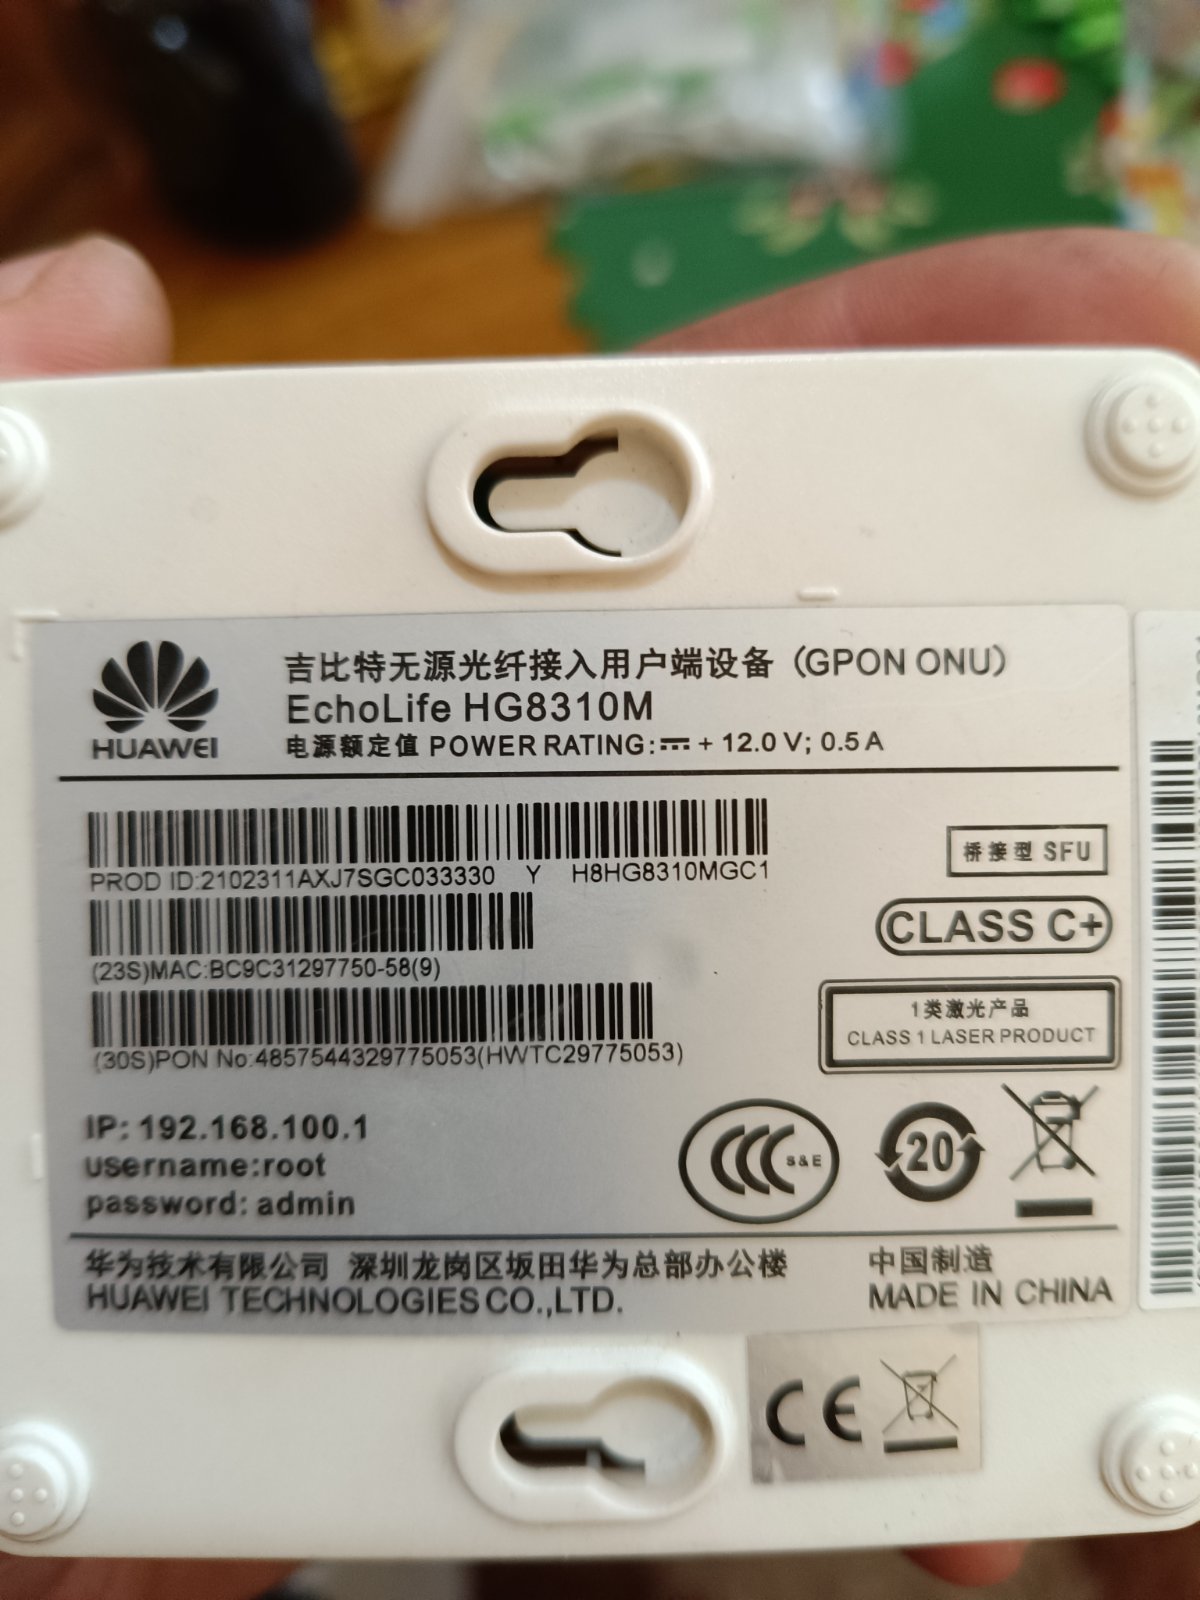 吉比特无源光纤接入用户端设备（GPON ONU）
EchoLife HG8310M
HUAWEI
电源额定值 POWER RATING: ⎓ + 12.0 V; 0.5 A
PROD ID:2102311AXJ7SGC033330 Y H8HG8310MGC1
桥接型 SFU
(23S)MAC:BC9C31297750-58(9)
CLASS C+
(30S)PON No:4857544329775053(HWTC29775053)
1类激光产品
CLASS 1 LASER PRODUCT
IP: 192.168.100.1
username:root
password: admin
CCC S&E
20
华为技术有限公司 深圳龙岗区坂田华为总部办公楼
HUAWEI TECHNOLOGIES CO.,LTD.
中国制造
MADE IN CHINA
CE